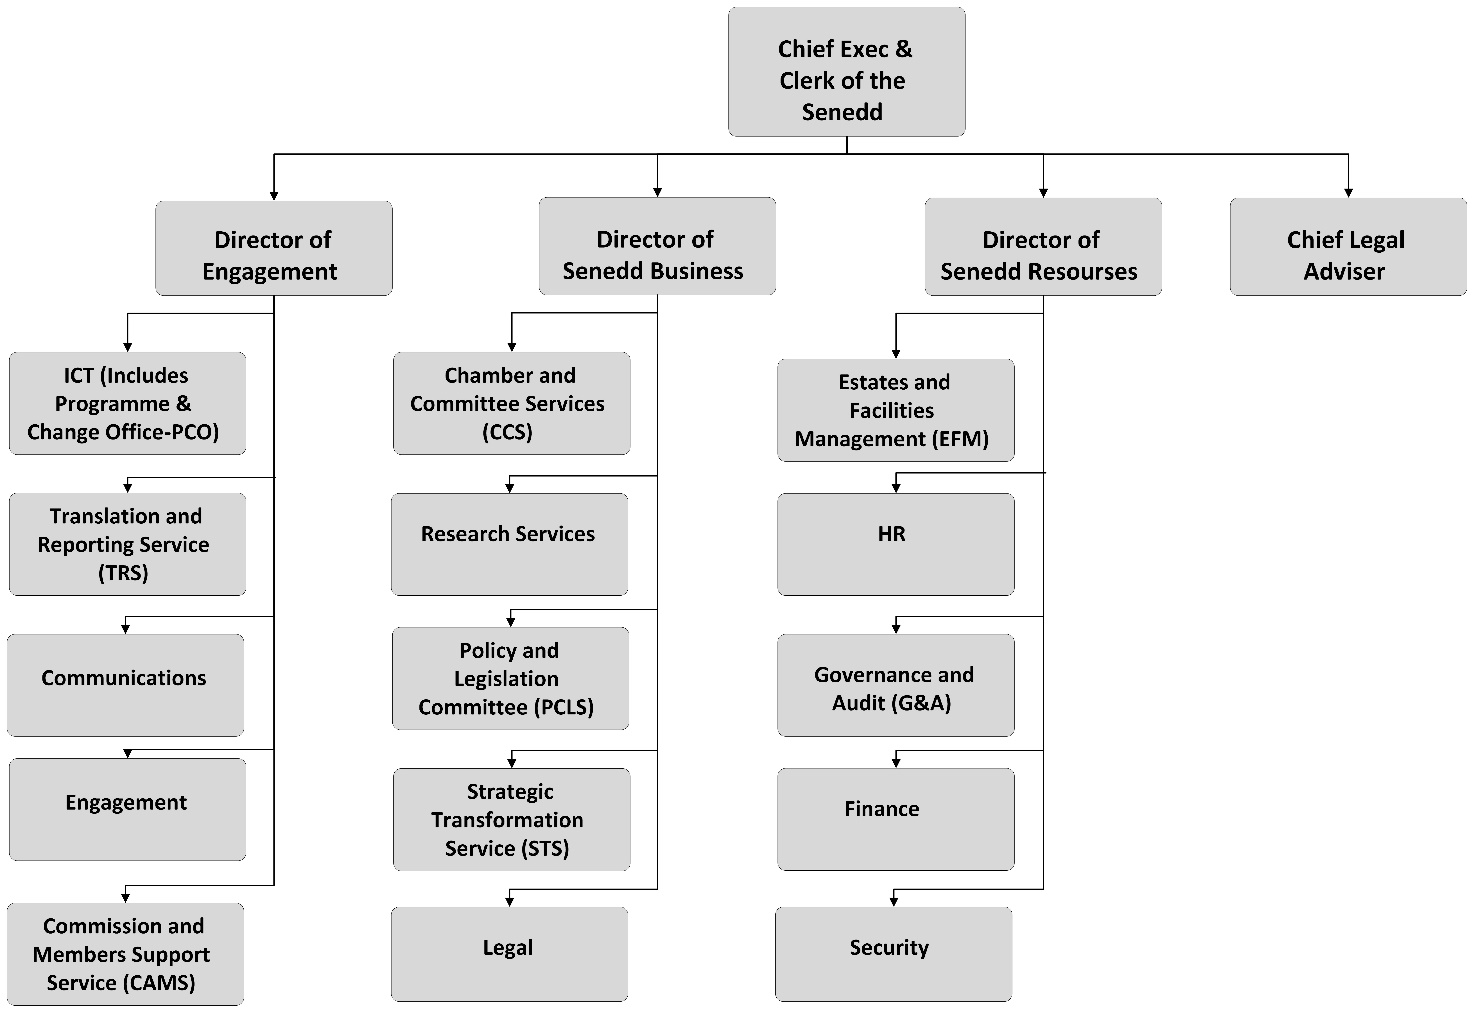 Chief Exec &
Clerk of the
Senedd
Director of
Engagement
Director of
Senedd Business
Director of
Senedd Resourses
Chief Legal
Adviser
ICT (Includes
Programme &
Change Office-PCO)
Translation and
Reporting Service
(TRS)
Communications
Engagement
Commission and
Members Support
Service (CAMS)
Chamber and
Committee Services
(CCS)
Research Services
Policy and
Legislation
Committee (PCLS)
Strategic
Transformation
Service (STS)
Legal
Estates and
Facilities
Management (EFM)
HR
Governance and
Audit (G&A)
Finance
Security